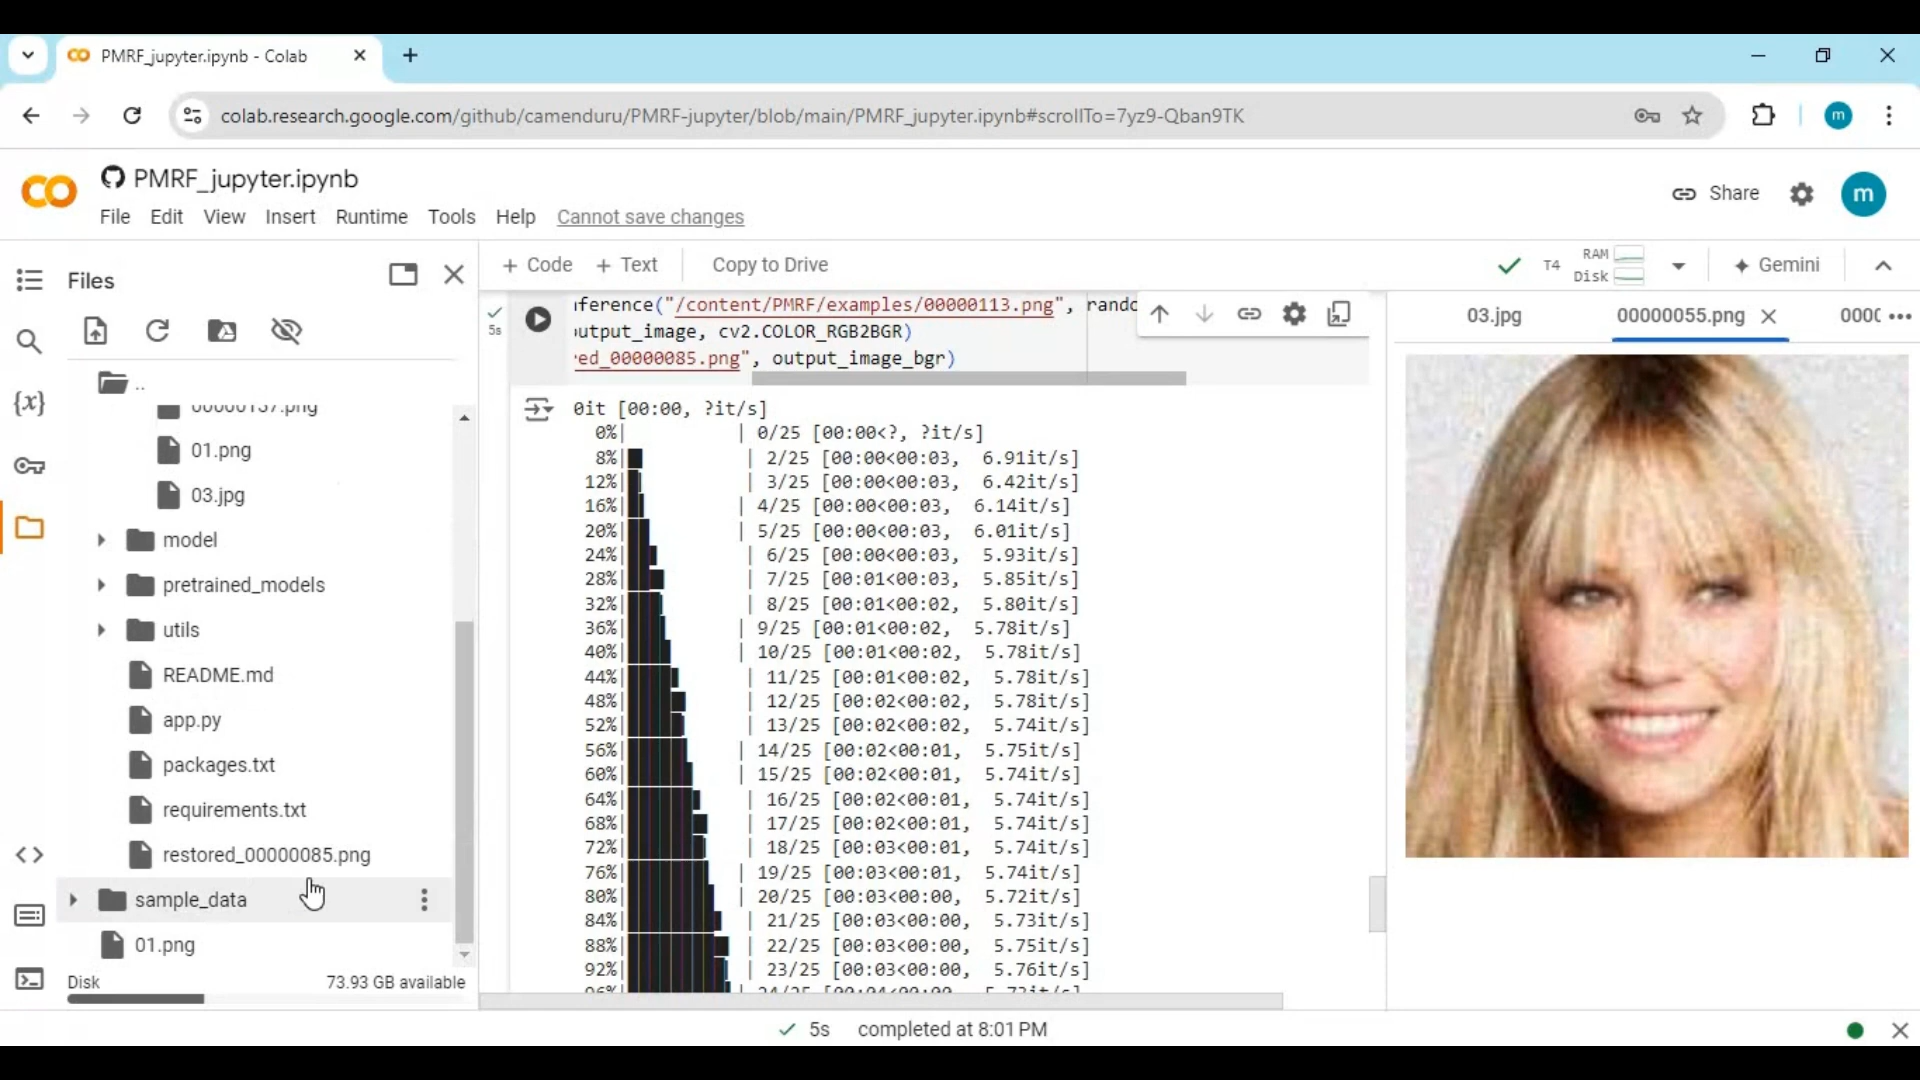 PMRF_jupyter.ipynb - Colab
colab.research.google.com/github/camenduru/PMRF-jupyter/blob/main/PMRF_jupyter.ipynb#scrollTo=7yz9-Qban9TK
m
PMRF_jupyter.ipynb
Share
m
File Edit View Insert Runtime Tools Help Cannot save changes
Files
+ Code + Text Copy to Drive
T4 RAM Disk Gemini
..
00000137.png
01.png
03.jpg
model
pretrained_models
utils
README.md
app.py
packages.txt
requirements.txt
restored_00000085.png
sample_data
01.png
Disk 73.93 GB available
{x}
5s
ference("/content/PMRF/examples/00000113.png", rando
utput_image, cv2.COLOR_RGB2BGR)
ed_00000085.png", output_image_bgr)
0it [00:00, ?it/s]
0%| | 0/25 [00:00<?, ?it/s]
8%| | 2/25 [00:00<00:03, 6.91it/s]
12%| | 3/25 [00:00<00:03, 6.42it/s]
16%| | 4/25 [00:00<00:03, 6.14it/s]
20%| | 5/25 [00:00<00:03, 6.01it/s]
24%| | 6/25 [00:00<00:03, 5.93it/s]
28%| | 7/25 [00:01<00:03, 5.85it/s]
32%| | 8/25 [00:01<00:02, 5.80it/s]
36%| | 9/25 [00:01<00:02, 5.78it/s]
40%| | 10/25 [00:01<00:02, 5.78it/s]
44%| | 11/25 [00:01<00:02, 5.78it/s]
48%| | 12/25 [00:02<00:02, 5.78it/s]
52%| | 13/25 [00:02<00:02, 5.74it/s]
56%| | 14/25 [00:02<00:01, 5.75it/s]
60%| | 15/25 [00:02<00:01, 5.74it/s]
64%| | 16/25 [00:02<00:01, 5.74it/s]
68%| | 17/25 [00:02<00:01, 5.74it/s]
72%| | 18/25 [00:03<00:01, 5.74it/s]
76%| | 19/25 [00:03<00:01, 5.74it/s]
80%| | 20/25 [00:03<00:00, 5.72it/s]
84%| | 21/25 [00:03<00:00, 5.73it/s]
88%| | 22/25 [00:03<00:00, 5.75it/s]
92%| | 23/25 [00:03<00:00, 5.76it/s]
96%| | 24/25 [00:04<00:00, 5.73it/s]
03.jpg 00000055.png 000
5s completed at 8:01 PM